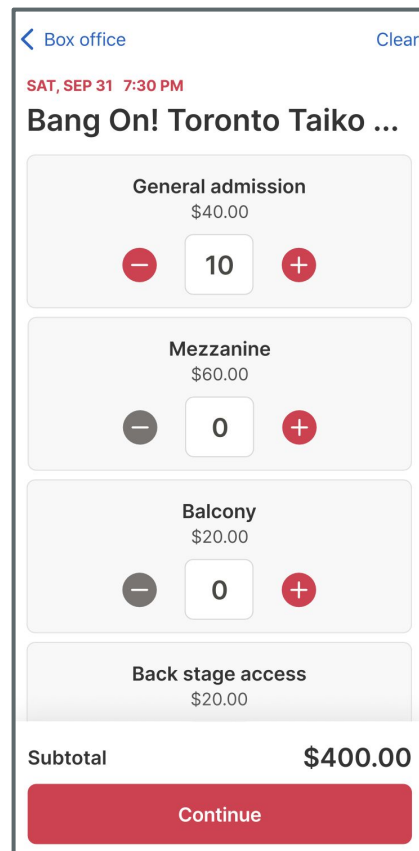 Box office
Clear
SAT, SEP 31 7:30 PM
Bang On! Toronto Taiko ...
General admission
$40.00
10
Mezzanine
$60.00
0
Balcony
$20.00
0
Back stage access
$20.00
Subtotal
$400.00
Continue